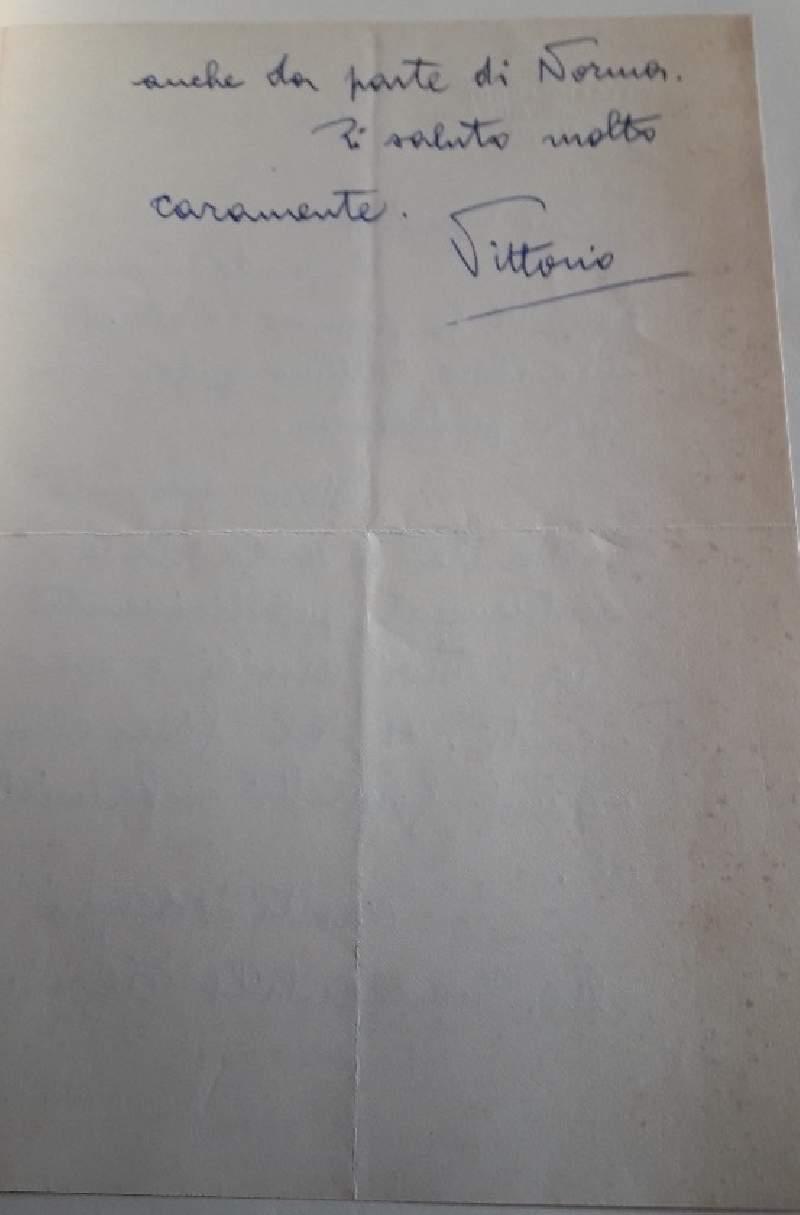 anche da parte di Norma.
Ti saluto molto
caramente.
Vittorio